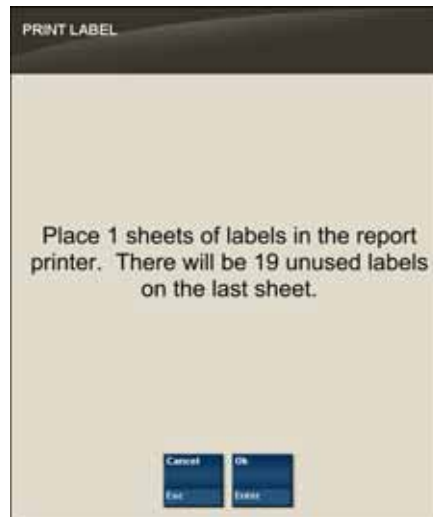 PRINT LABEL
Place 1 sheets of labels in the report
printer. There will be 19 unused labels
on the last sheet.
Cancel Ok
Esc Enter